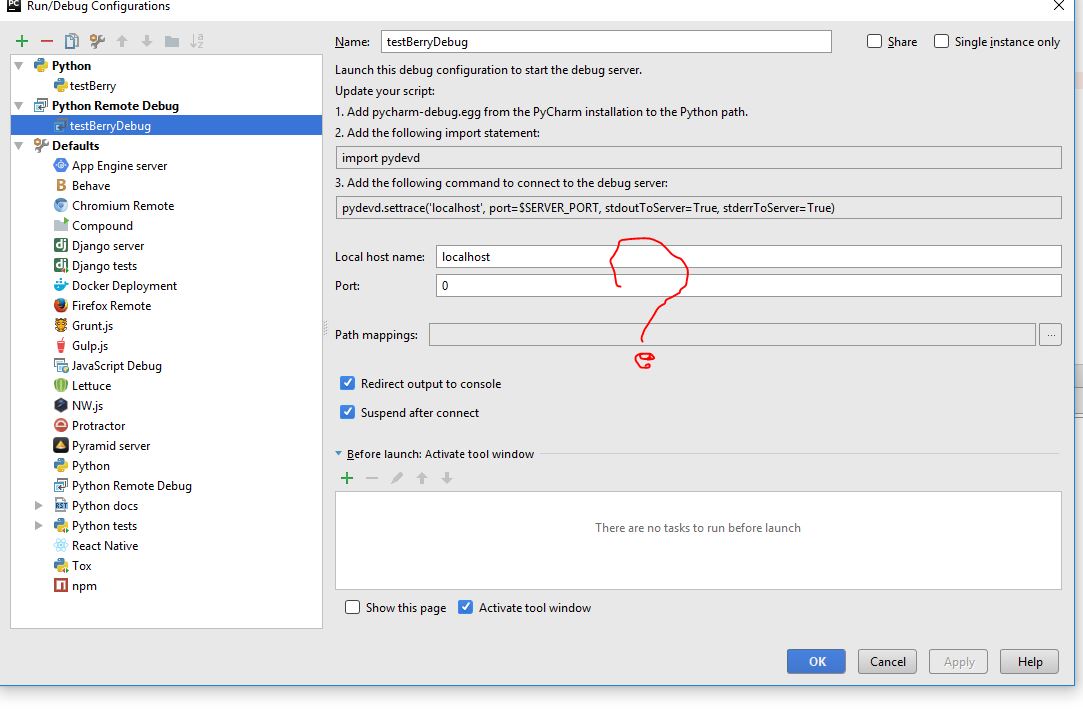 PC Run/Debug Configurations
Name: testBerryDebug Share Single instance only
Python
testBerry
Python Remote Debug
testBerryDebug
Defaults
App Engine server
Behave
Chromium Remote
Compound
Django server
Django tests
Docker Deployment
Firefox Remote
Grunt.js
Gulp.js
JavaScript Debug
Lettuce
NW.js
Protractor
Pyramid server
Python
Python Remote Debug
Python docs
Python tests
React Native
Tox
npm
Launch this debug configuration to start the debug server.
Update your script:
1. Add pycharm-debug.egg from the PyCharm installation to the Python path.
2. Add the following import statement:
import pydevd
3. Add the following command to connect to the debug server:
pydevd.settrace('localhost', port=$SERVER_PORT, stdoutToServer=True, stderrToServer=True)
Local host name: localhost
Port: 0
?
Path mappings: ...
Redirect output to console
Suspend after connect
Before launch: Activate tool window
There are no tasks to run before launch
Show this page Activate tool window
OK Cancel Apply Help